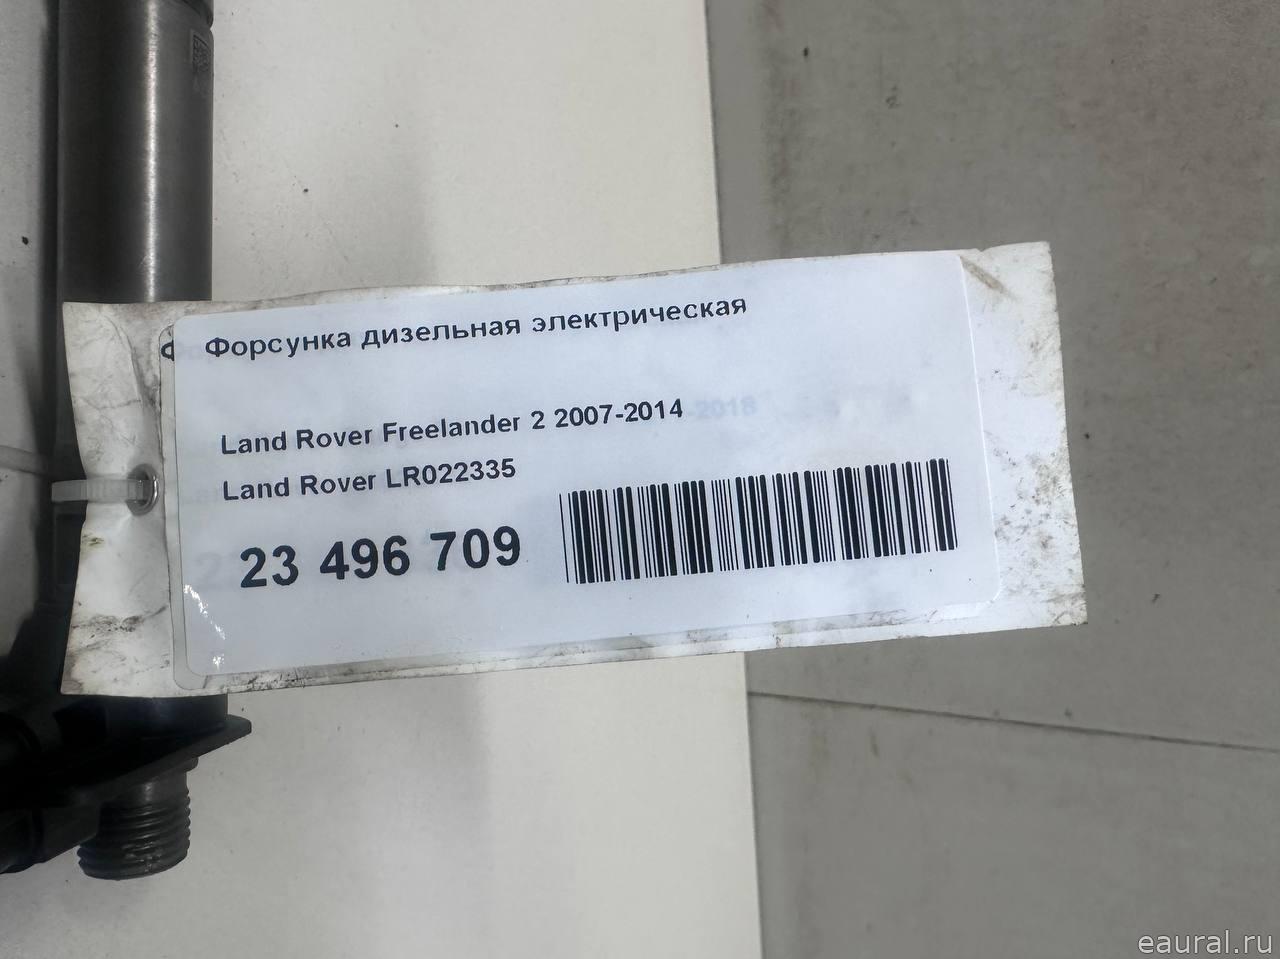 Форсунка дизельная электрическая
Land Rover Freelander 2 2007-2014
Land Rover LR022335
23 496 709
eaural.ru